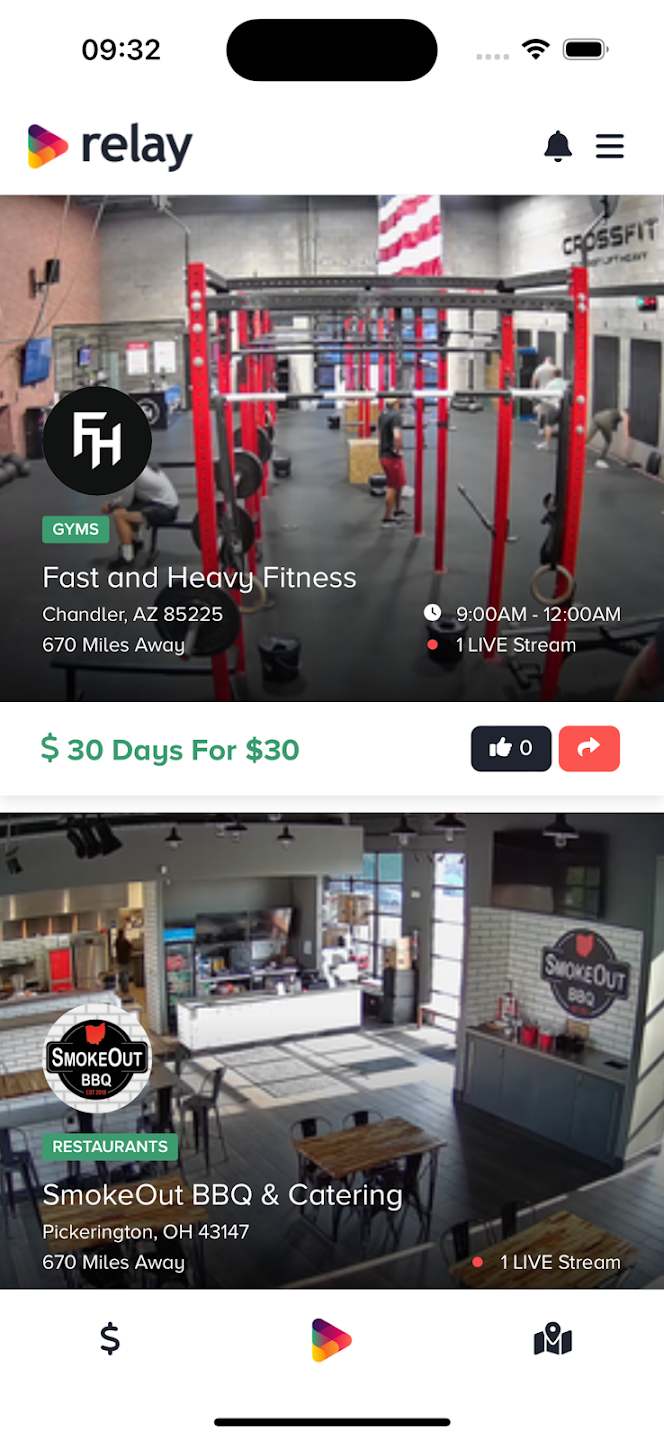 09:32
relay
CROSSFIT
FH
GYMS
Fast and Heavy Fitness
Chandler, AZ 85225
9:00AM - 12:00AM
670 Miles Away
1 LIVE Stream
$ 30 Days For $30
0
SMOKEOUT
BBQ
SMOKEOUT
BBQ
EST 2018
RESTAURANTS
SmokeOut BBQ & Catering
Pickerington, OH 43147
670 Miles Away
1 LIVE Stream
$